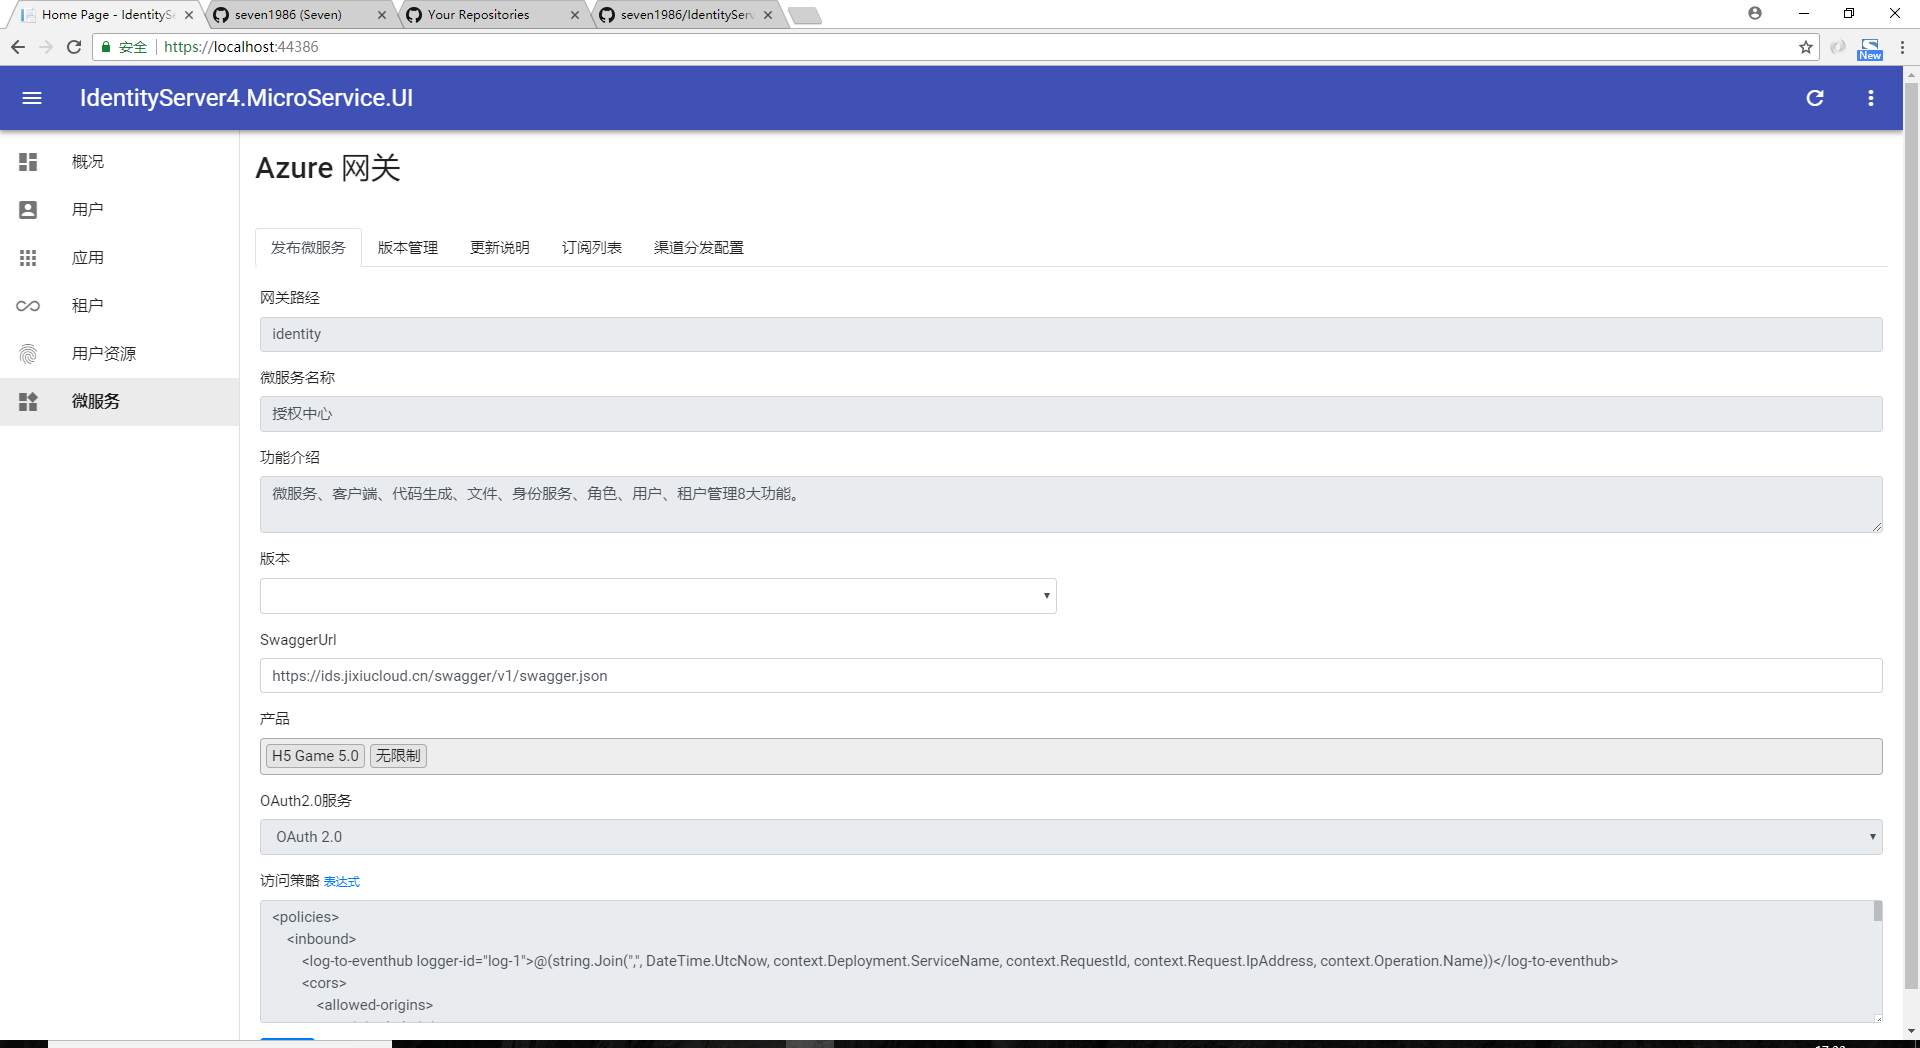 Home Page - IdentitySe
seven1986 (Seven)
Your Repositories
seven1986/IdentityServ
安全
https://localhost:44386
New
IdentityServer4.MicroService.UI
概况
用户
应用
租户
用户资源
微服务
Azure 网关
发布微服务 版本管理 更新说明 订阅列表 渠道分发配置
网关路经
identity
微服务名称
授权中心
功能介绍
微服务、客户端、代码生成、文件、身份服务、角色、用户、租户管理8大功能。
版本
SwaggerUrl
https://ids.jixiucloud.cn/swagger/v1/swagger.json
产品
H5 Game 5.0 无限制
OAuth2.0服务
OAuth 2.0
访问策略 表达式
<policies>
<inbound>
<log-to-eventhub logger-id="log-1">@(string.Join(",", DateTime.UtcNow, context.Deployment.ServiceName, context.RequestId, context.Request.IpAddress, context.Operation.Name))</log-to-eventhub>
<cors>
<allowed-origins>